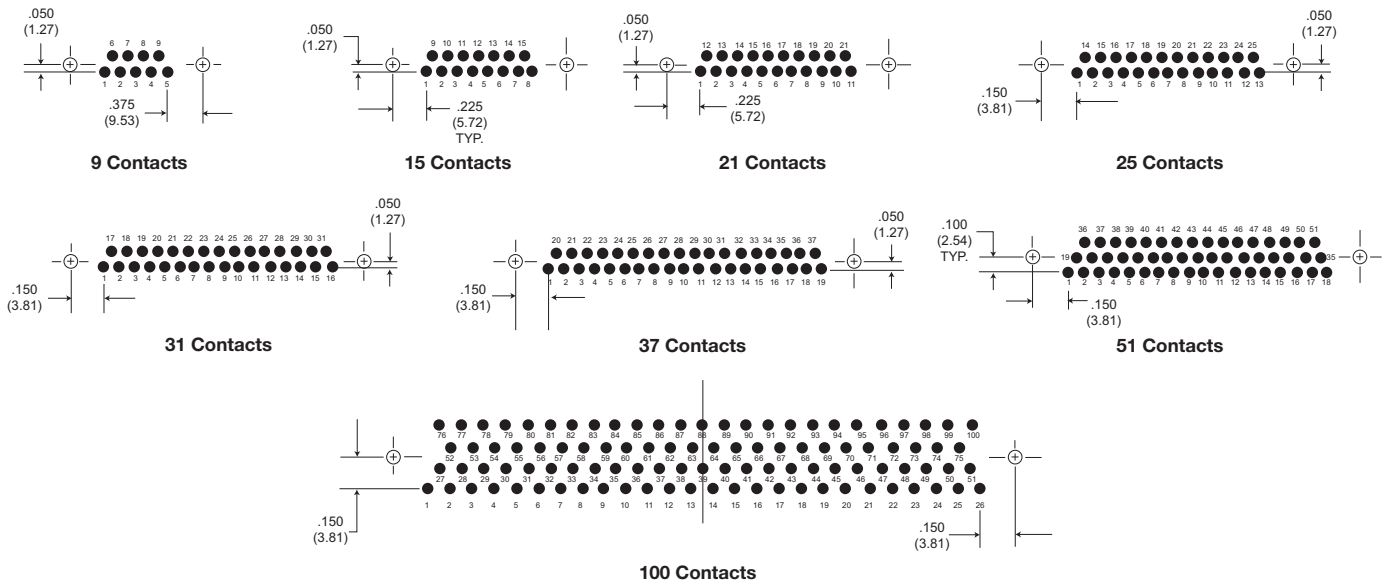 .050
(1.27)
6 7 8 9
1 2 3 4 5
.375
(9.53)
9 Contacts
.050
(1.27)
9 10 11 12 13 14 15
1 2 3 4 5 6 7 8
.225
(5.72)
TYP.
15 Contacts
.050
(1.27)
12 13 14 15 16 17 18 19 20 21
1 2 3 4 5 6 7 8 9 10 11
.225
(5.72)
21 Contacts
.050
(1.27)
14 15 16 17 18 19 20 21 22 23 24 25
1 2 3 4 5 6 7 8 9 10 11 12 13
.150
(3.81)
25 Contacts
.050
(1.27)
17 18 19 20 21 22 23 24 25 26 27 28 29 30 31
1 2 3 4 5 6 7 8 9 10 11 12 13 14 15 16
.150
(3.81)
31 Contacts
.050
(1.27)
20 21 22 23 24 25 26 27 28 29 30 31 32 33 34 35 36 37
1 2 3 4 5 6 7 8 9 10 11 12 13 14 15 16 17 18 19
.150
(3.81)
37 Contacts
.100
(2.54)
TYP.
36 37 38 39 40 41 42 43 44 45 46 47 48 49 50 51
19 35
1 2 3 4 5 6 7 8 9 10 11 12 13 14 15 16 17 18
.150
(3.81)
51 Contacts
76 77 78 79 80 81 82 83 84 85 86 87 88 89 90 91 92 93 94 95 96 97 98 99 100
52 53 54 55 56 57 58 59 60 61 62 63 64 65 66 67 68 69 70 71 72 73 74 75
27 28 29 30 31 32 33 34 35 36 37 38 39 40 41 42 43 44 45 46 47 48 49 50 51
1 2 3 4 5 6 7 8 9 10 11 12 13 14 15 16 17 18 19 20 21 22 23 24 25 26
.150
(3.81)
.150
(3.81)
100 Contacts